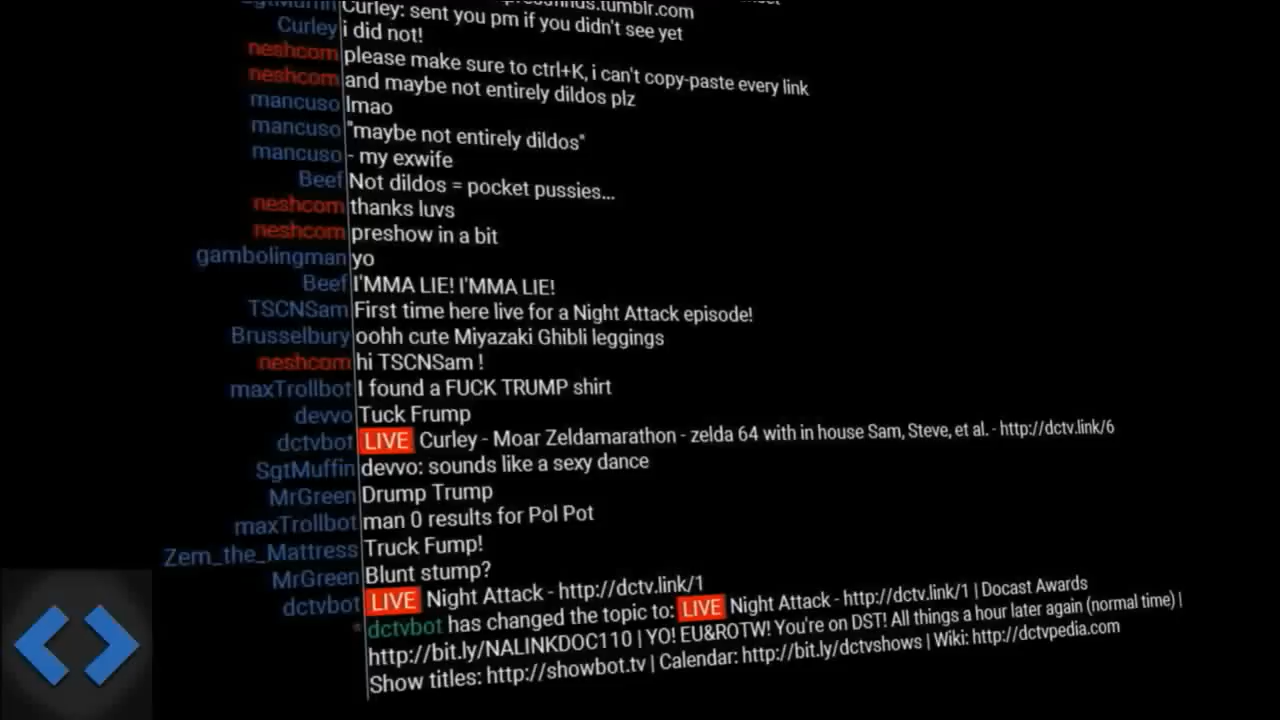 Curley: sent you pm if you didn't see yet
Curley i did not!
neshcom please make sure to ctrl+K, i can't copy-paste every link
neshcom and maybe not entirely dildos plz
mancuso lmao
mancuso "maybe not entirely dildos"
mancuso - my exwife
Beef Not dildos = pocket pussies...
neshcom thanks luvs
neshcom preshow in a bit
gambolingman yo
Beef I'MMA LIE! I'MMA LIE!
TSCNSam First time here live for a Night Attack episode!
Brusselbury oohh cute Miyazaki Ghibli leggings
neshcom hi TSCNSam !
maxTrollbot I found a FUCK TRUMP shirt
devvo Tuck Frump
dctvbot LIVE Curley - Moar Zeldamarathon - zelda 64 with in house Sam, Steve, et al. - http://dctv.link/6
SgtMuffin devvo: sounds like a sexy dance
MrGreen Drump Trump
maxTrollbot man 0 results for Pol Pot
Zem_the_Mattress Truck Fump!
MrGreen Blunt stump?
dctvbot LIVE Night Attack - http://dctv.link/1
* dctvbot has changed the topic to: LIVE Night Attack - http://dctv.link/1 | Docast Awards
http://bit.ly/NALINKDOC110 | YO! EU&ROTW! You're on DST! All things a hour later again (normal time) |
Show titles: http://showbot.tv | Calendar: http://bit.ly/dctvshows | Wiki: http://dctvpedia.com